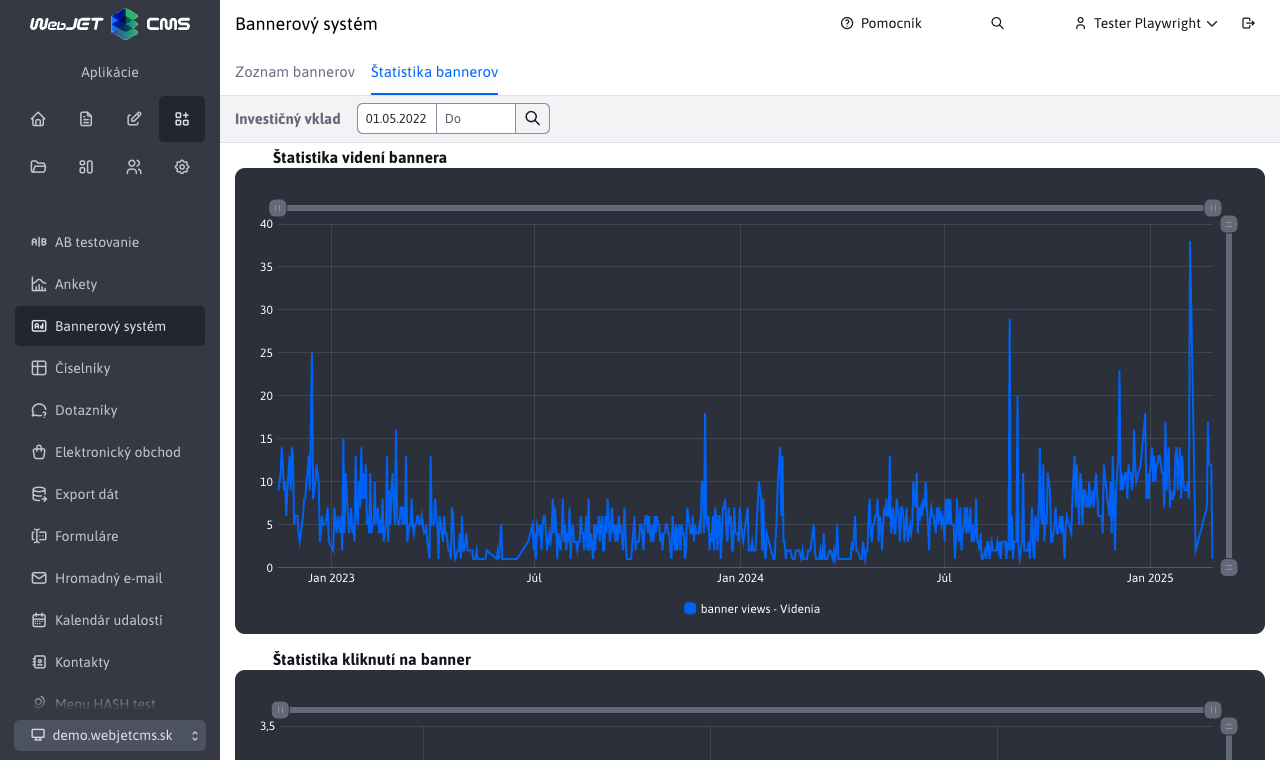 WebJET CMS
Aplikácie
AB testovanie
Ankety
Bannerový systém
Číselníky
Dotazníky
Elektronický obchod
Export dát
Formuláre
Hromadný e-mail
Kalendár udalostí
Kontakty
Menu HASH test
demo.webjetcms.sk
Bannerový systém
Pomocník
Tester Playwright
Zoznam bannerov
Štatistika bannerov
Investičný vklad
01.05.2022
Do
Štatistika videní bannera
40
35
30
25
20
15
10
5
0
Jan 2023
Júl
Jan 2024
Júl
Jan 2025
banner views - Videnia
Štatistika kliknutí na banner
3,5